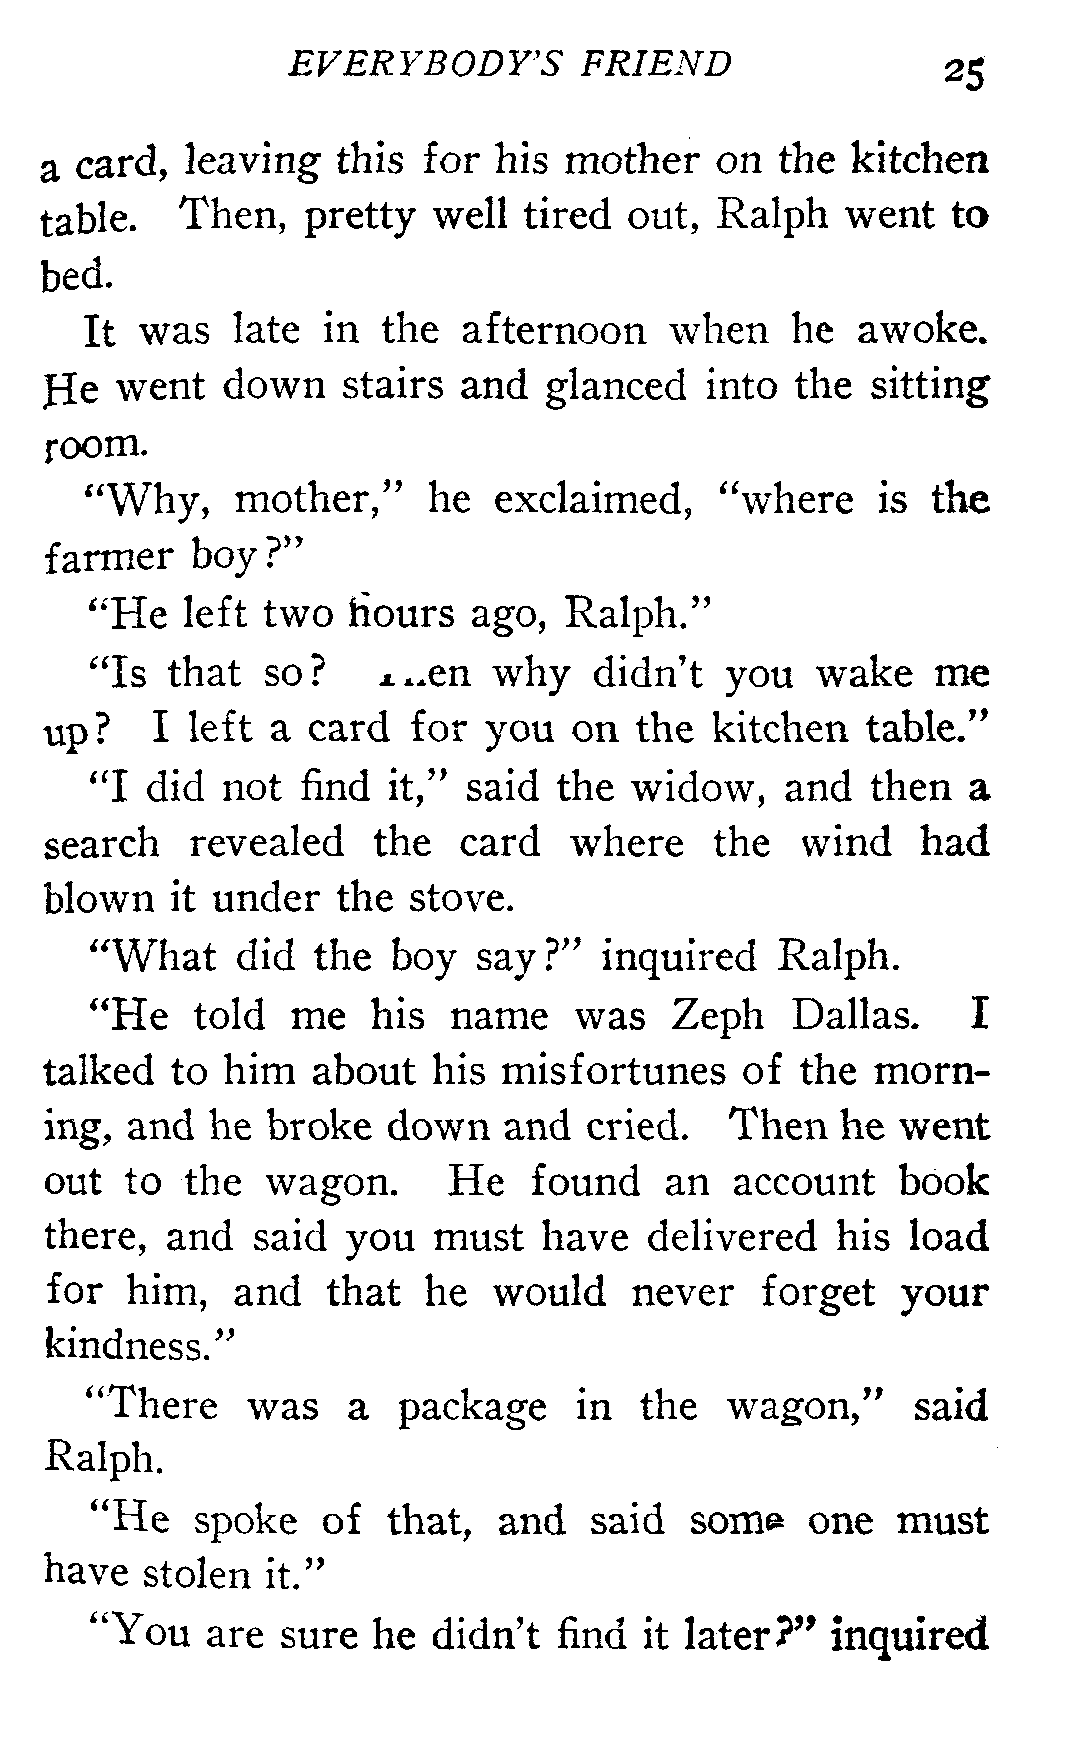 EVERYBODY'S FRIEND 25
a card, leaving this for his mother on the kitchen
table. Then, pretty well tired out, Ralph went to
bed.
It was late in the afternoon when he awoke.
He went down stairs and glanced into the sitting
room.
"Why, mother," he exclaimed, "where is the
farmer boy?"
"He left two hours ago, Ralph."
"Is that so? why didn't you wake me
up? I left a card for you on the kitchen table."
"I did not find it," said the widow, and then a
search revealed the card where the wind had
blown it under the stove.
"What did the boy say?" inquired Ralph.
"He told me his name was Zeph Dallas. I
talked to him about his misfortunes of the morn-
ing, and he broke down and cried. Then he went
out to the wagon. He found an account book
there, and said you must have delivered his load
for him, and that he would never forget your
kindness."
"There was a package in the wagon," said
Ralph.
"He spoke of that, and said some one must
have stolen it."
"You are sure he didn't find it later?" inquired